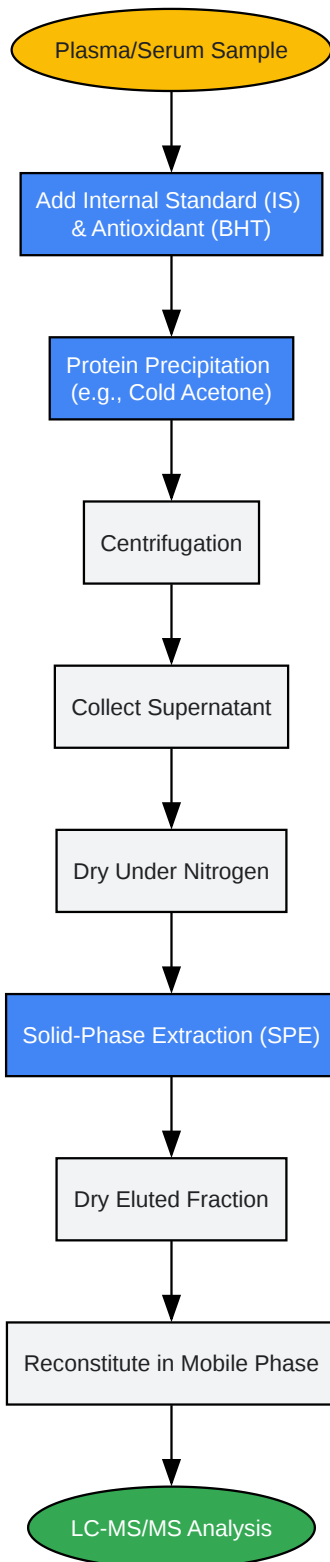 Plasma/Serum Sample
Add Internal Standard (IS)
& Antioxidant (BHT)
Protein Precipitation
(e.g., Cold Acetone)
Centrifugation
Collect Supernatant
Dry Under Nitrogen
Solid-Phase Extraction (SPE)
Dry Eluted Fraction
Reconstitute in Mobile Phase
LC-MS/MS Analysis